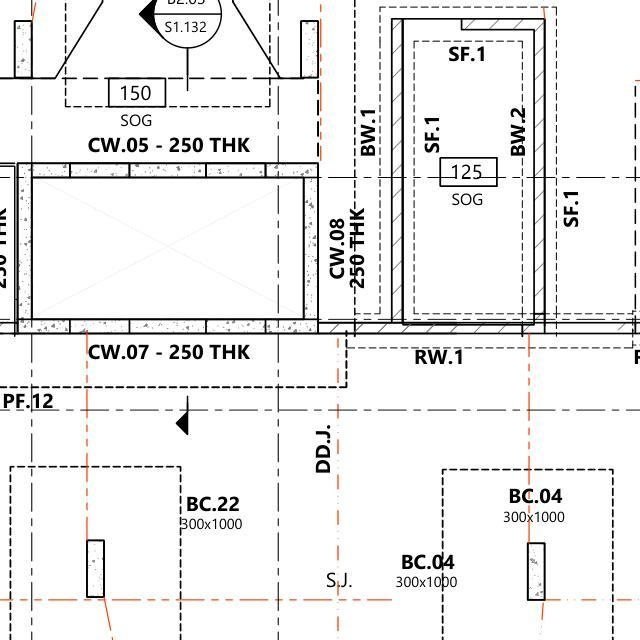 B2.05
S1.132
150
SOG
CW.05 - 250 THK
SF.1
BW.1
SF.1
BW.2
125
SOG
SF.1
250 THK
CW.08
250 THK
CW.07 - 250 THK
RW.1
PF.12
DD.J.
BC.22
300x1000
BC.04
300x1000
BC.04
300x1000
S.J.